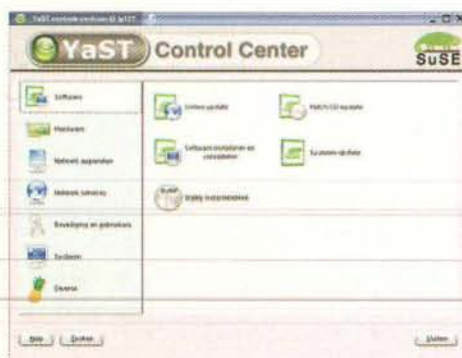 YaST Control Center
SuSE
Software
Online update
Patch CD-update
Hardware
Software installeren en
verwijderen
Systeem-update
Netwerk apparaten
Netwerk services
Beveiliging en gebruikers
Systeem
Diverse
Help
Zoeken
Sluiten